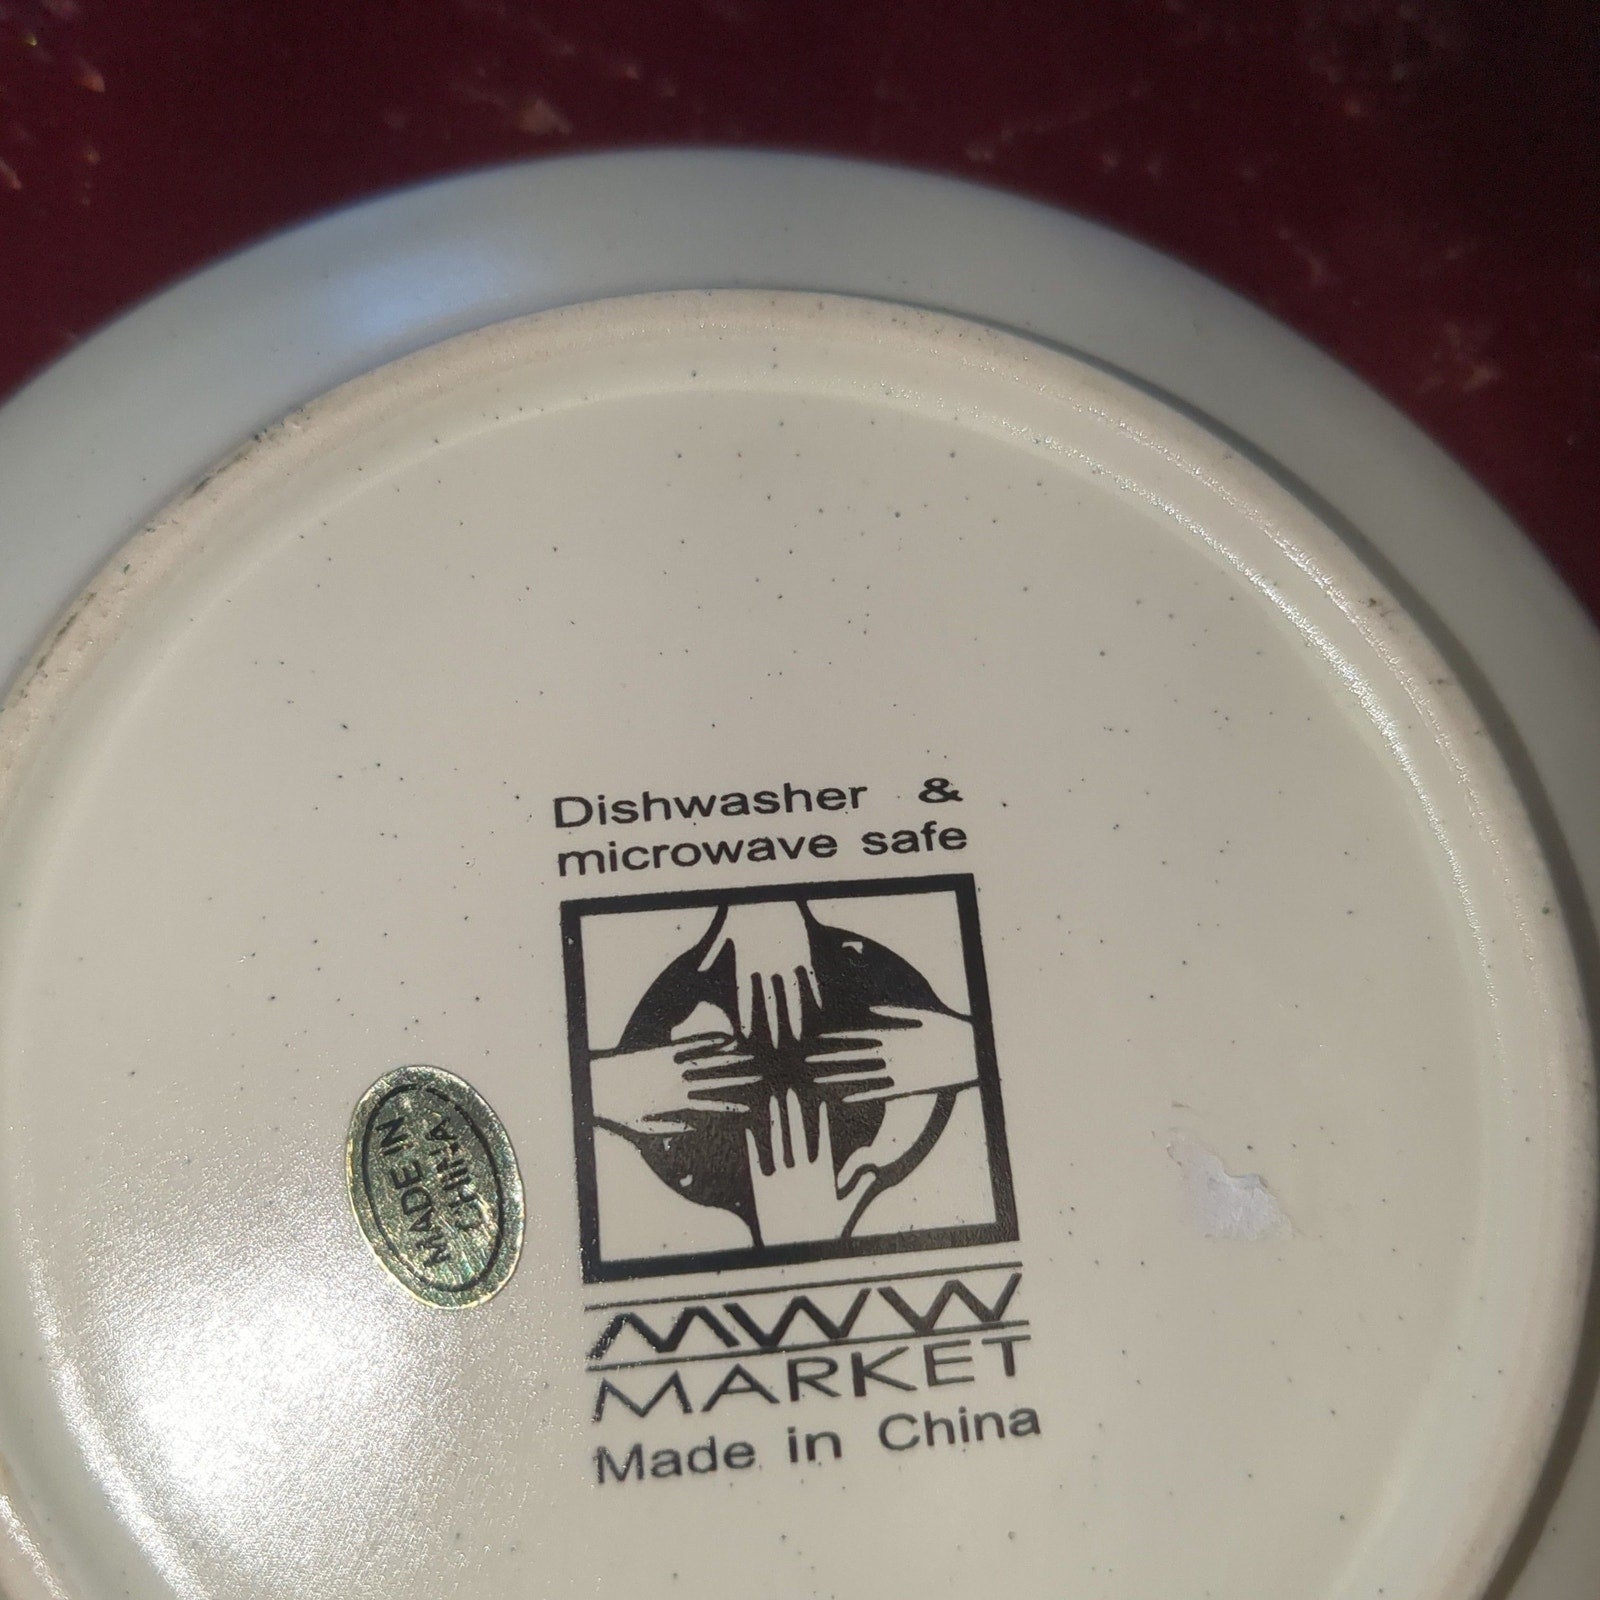 Dishwasher &
microwave safe
MWW
MARKET
Made in China
MADE IN
CHINA